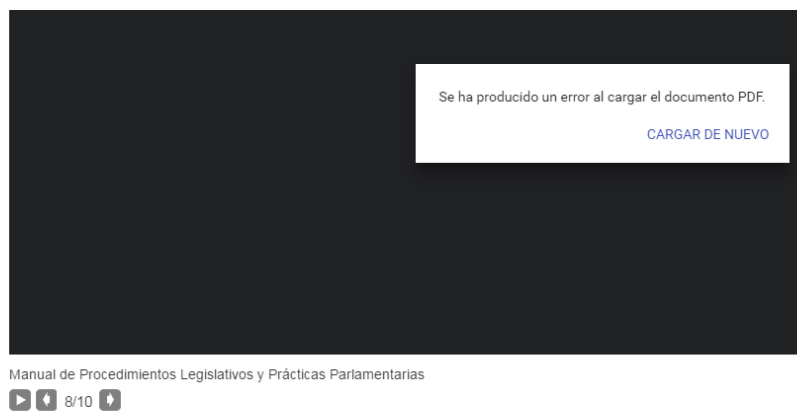 Se ha producido un error al cargar el documento PDF.
CARGAR DE NUEVO
Manual de Procedimientos Legislativos y Prácticas Parlamentarias
8/10